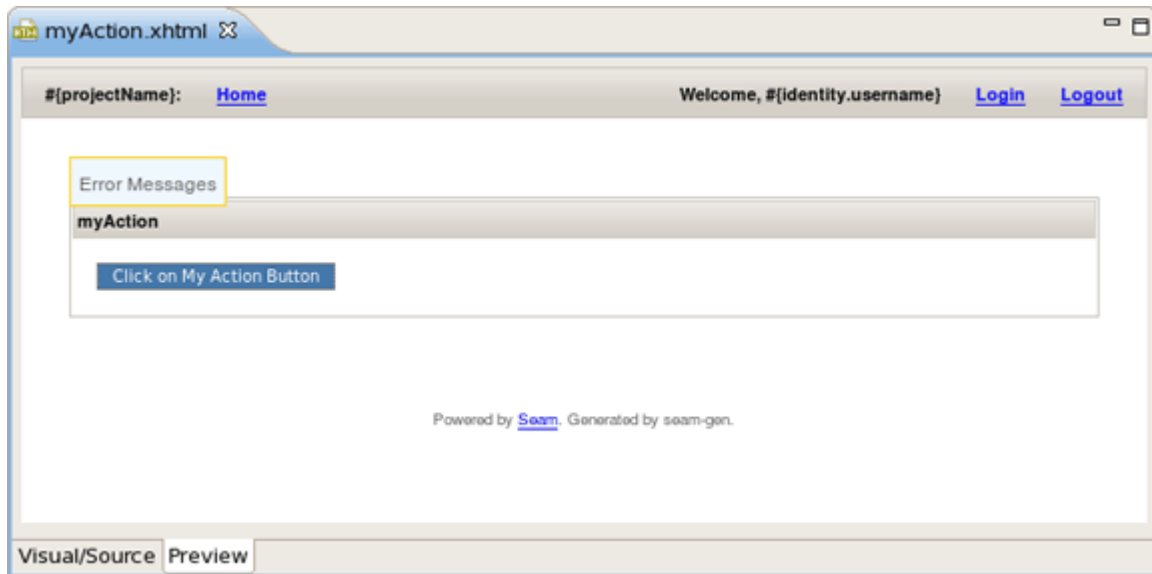 myAction.xhtml
#{projectName}: Home Welcome, #{identity.username} Login Logout
Error Messages
myAction
Click on My Action Button
Powered by Seam. Generated by seam-gen.
Visual/Source Preview